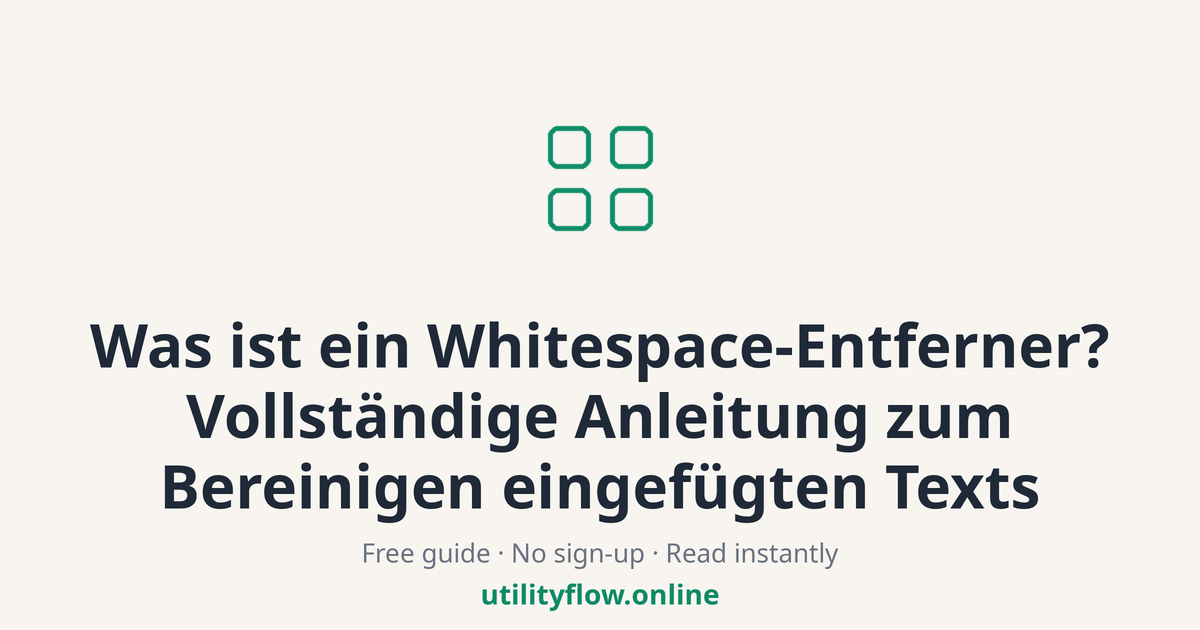 Was ist ein Whitespace-Entferner?
Vollständige Anleitung zum
Bereinigen eingefügten Texts
Free guide · No sign-up · Read instantly
utilityflow.online